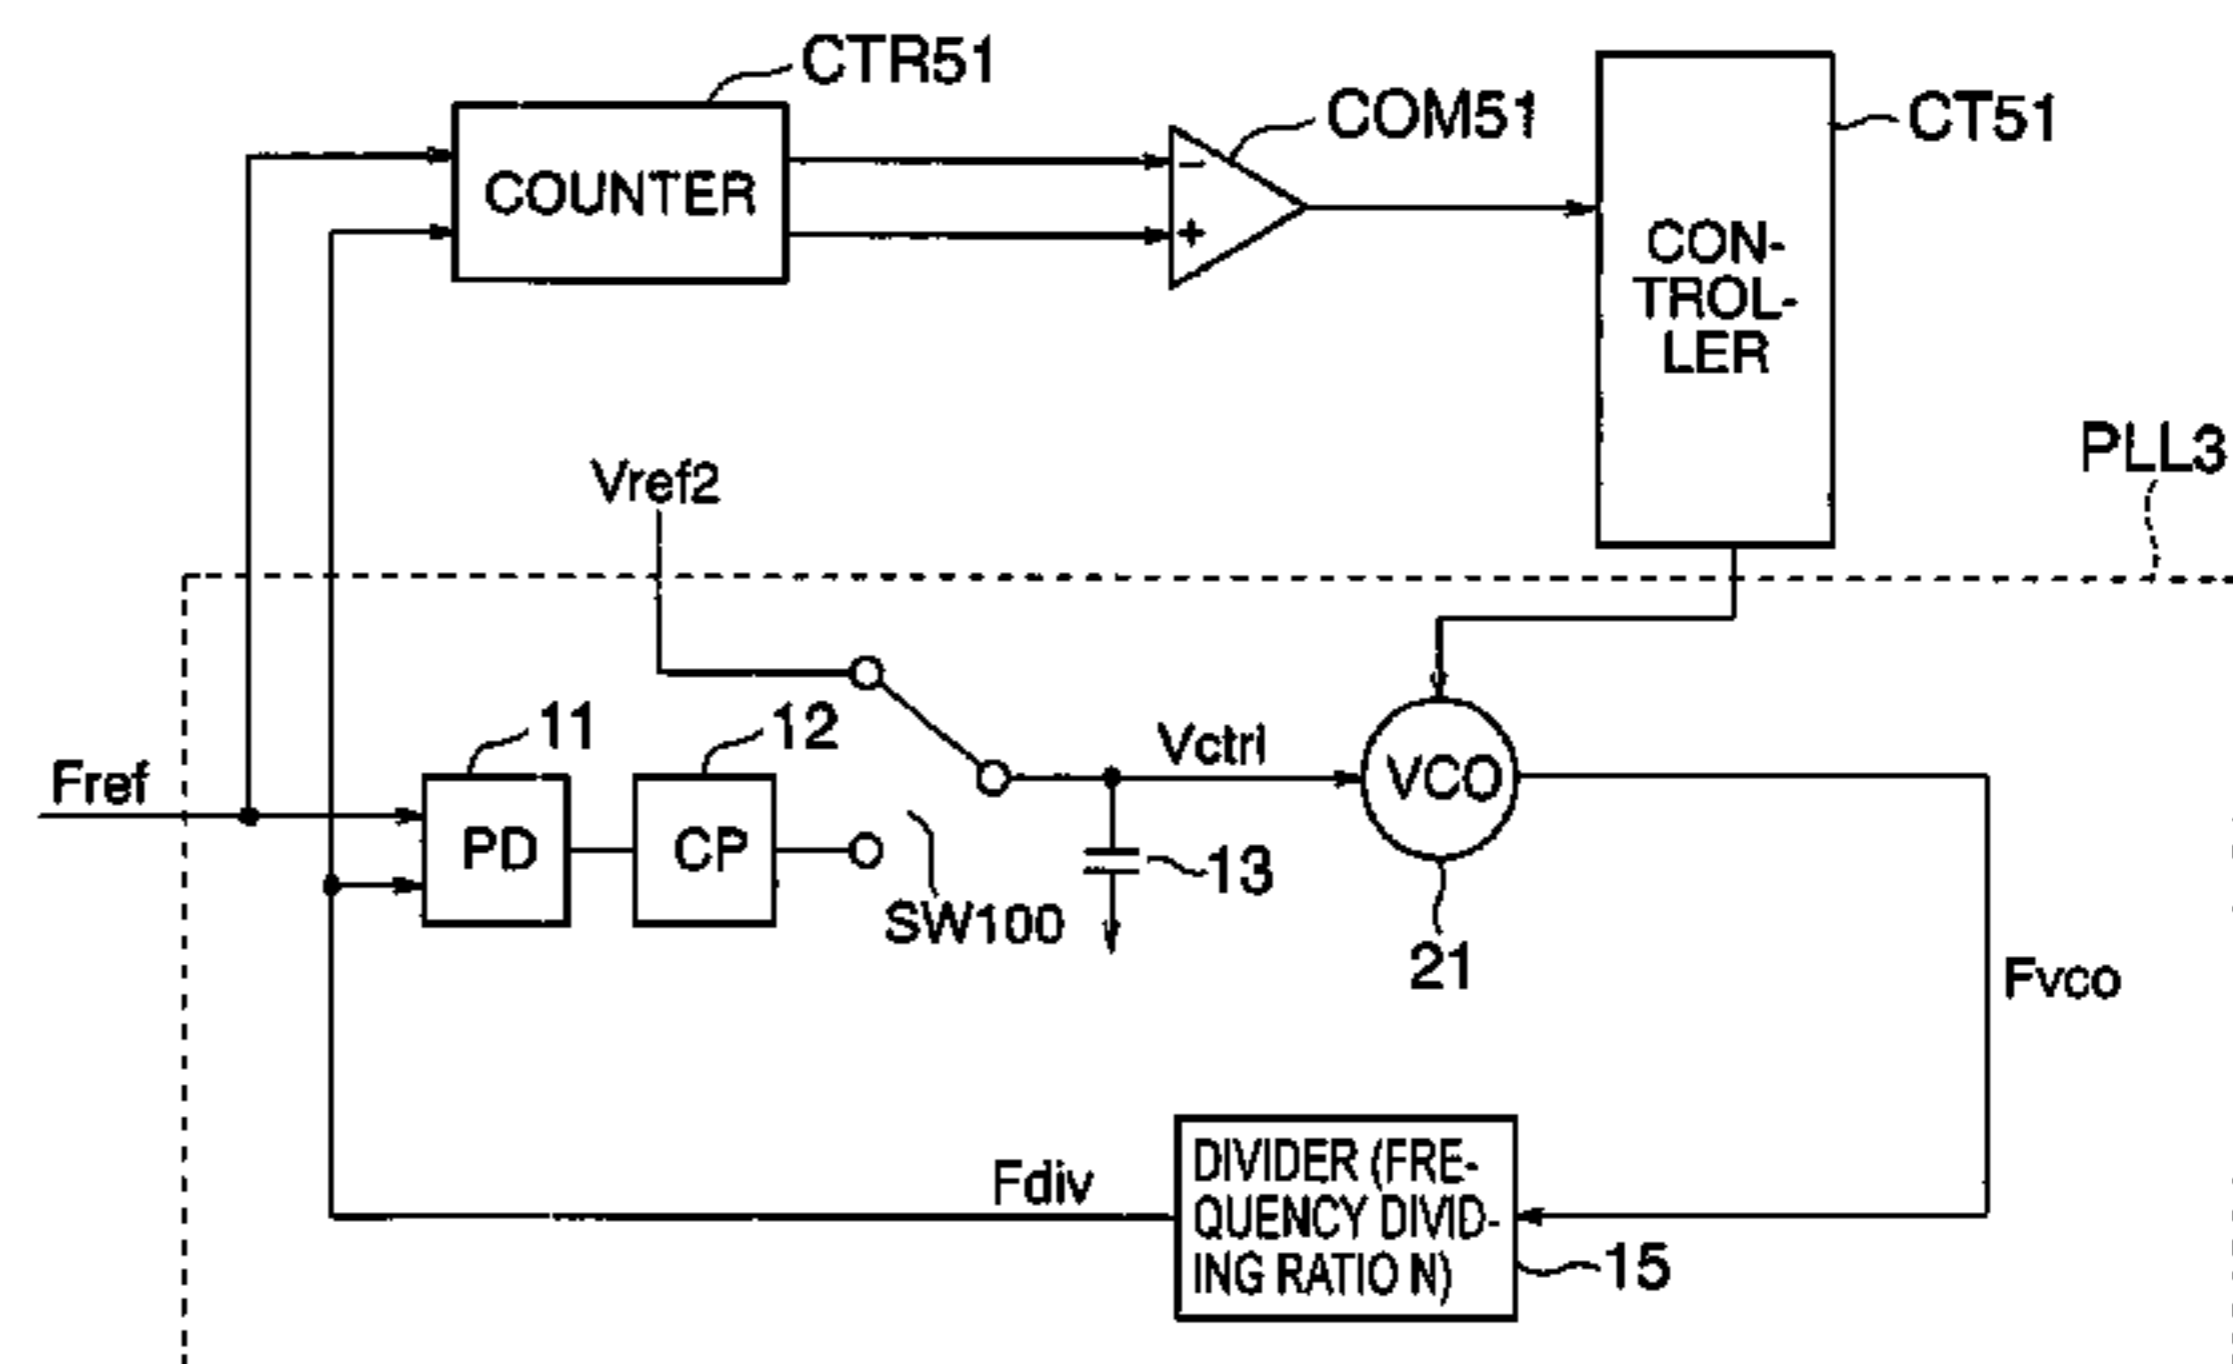 CTR51
COM51
CT51
COUNTER
−
+
CON-
TROL-
LER
PLL3
Vref2
11
12
Vctrl
Fref
PD
CP
VCO
13
SW100
21
Fvco
Fdiv
DIVIDER (FRE-
QUENCY DIVID-
ING RATIO N)
15